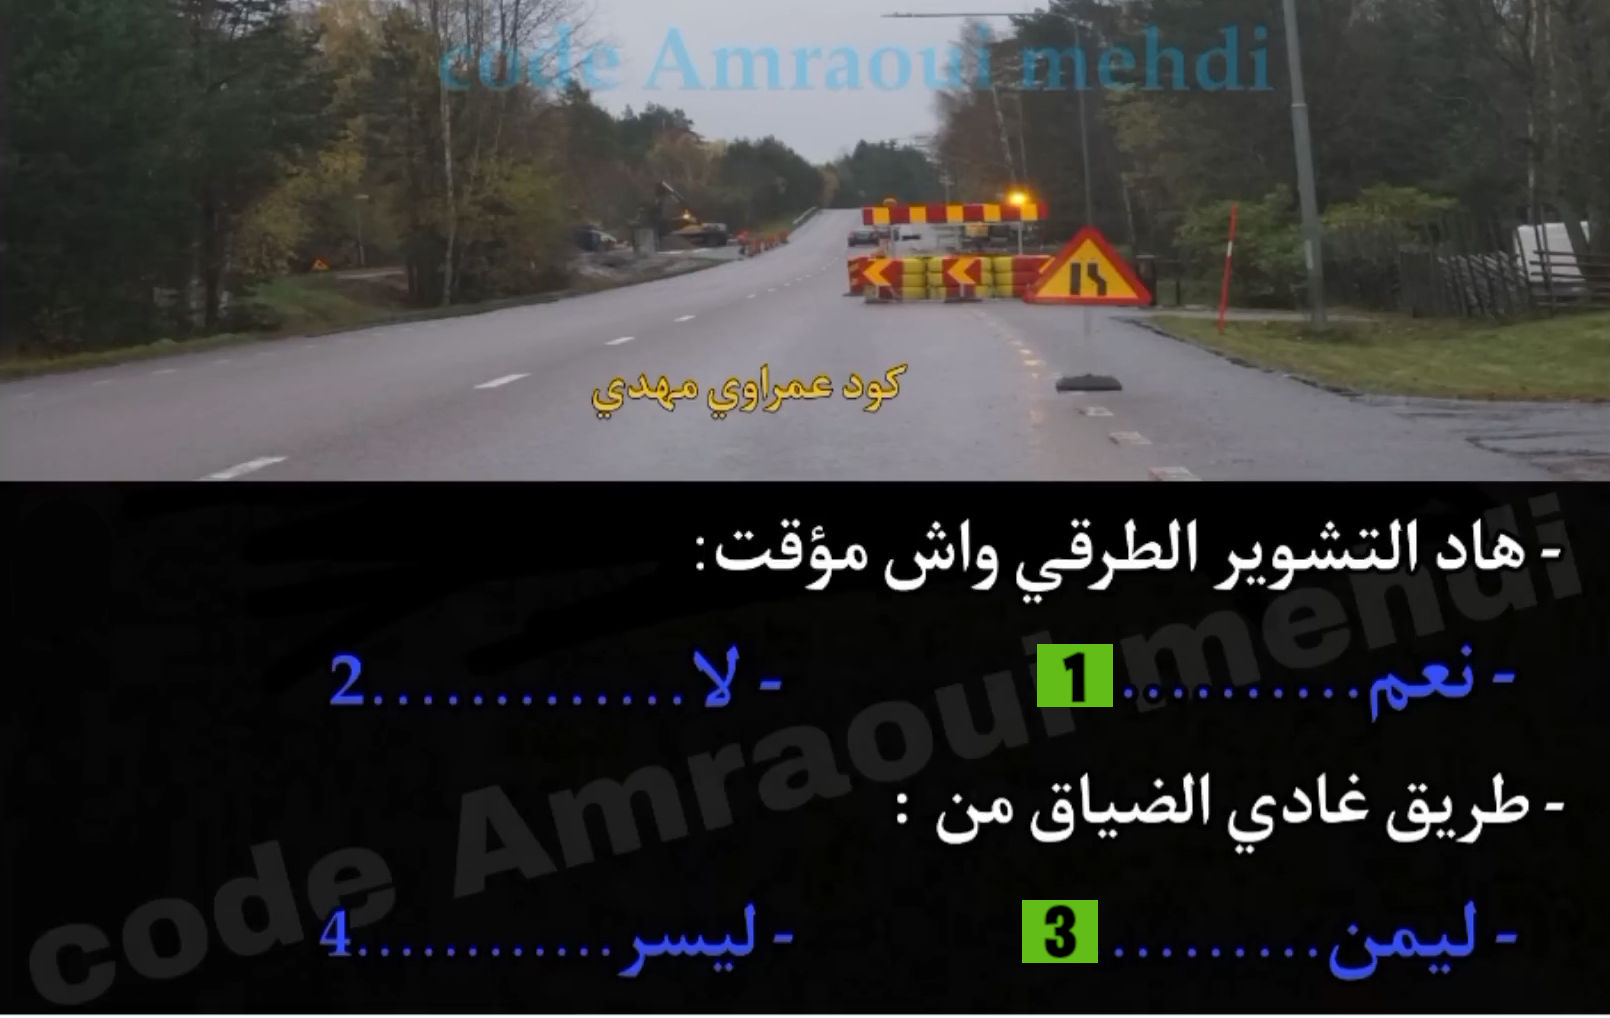 code Amraoui mehdi
كود عمراوي مهدي
- هاد التشوير الطرقي واش مؤقت:
- نعم..........1 - لا.............2
- طريق غادي الضياق من :
- ليمن.........3 - ليسر............4
code Amraoui mehdi